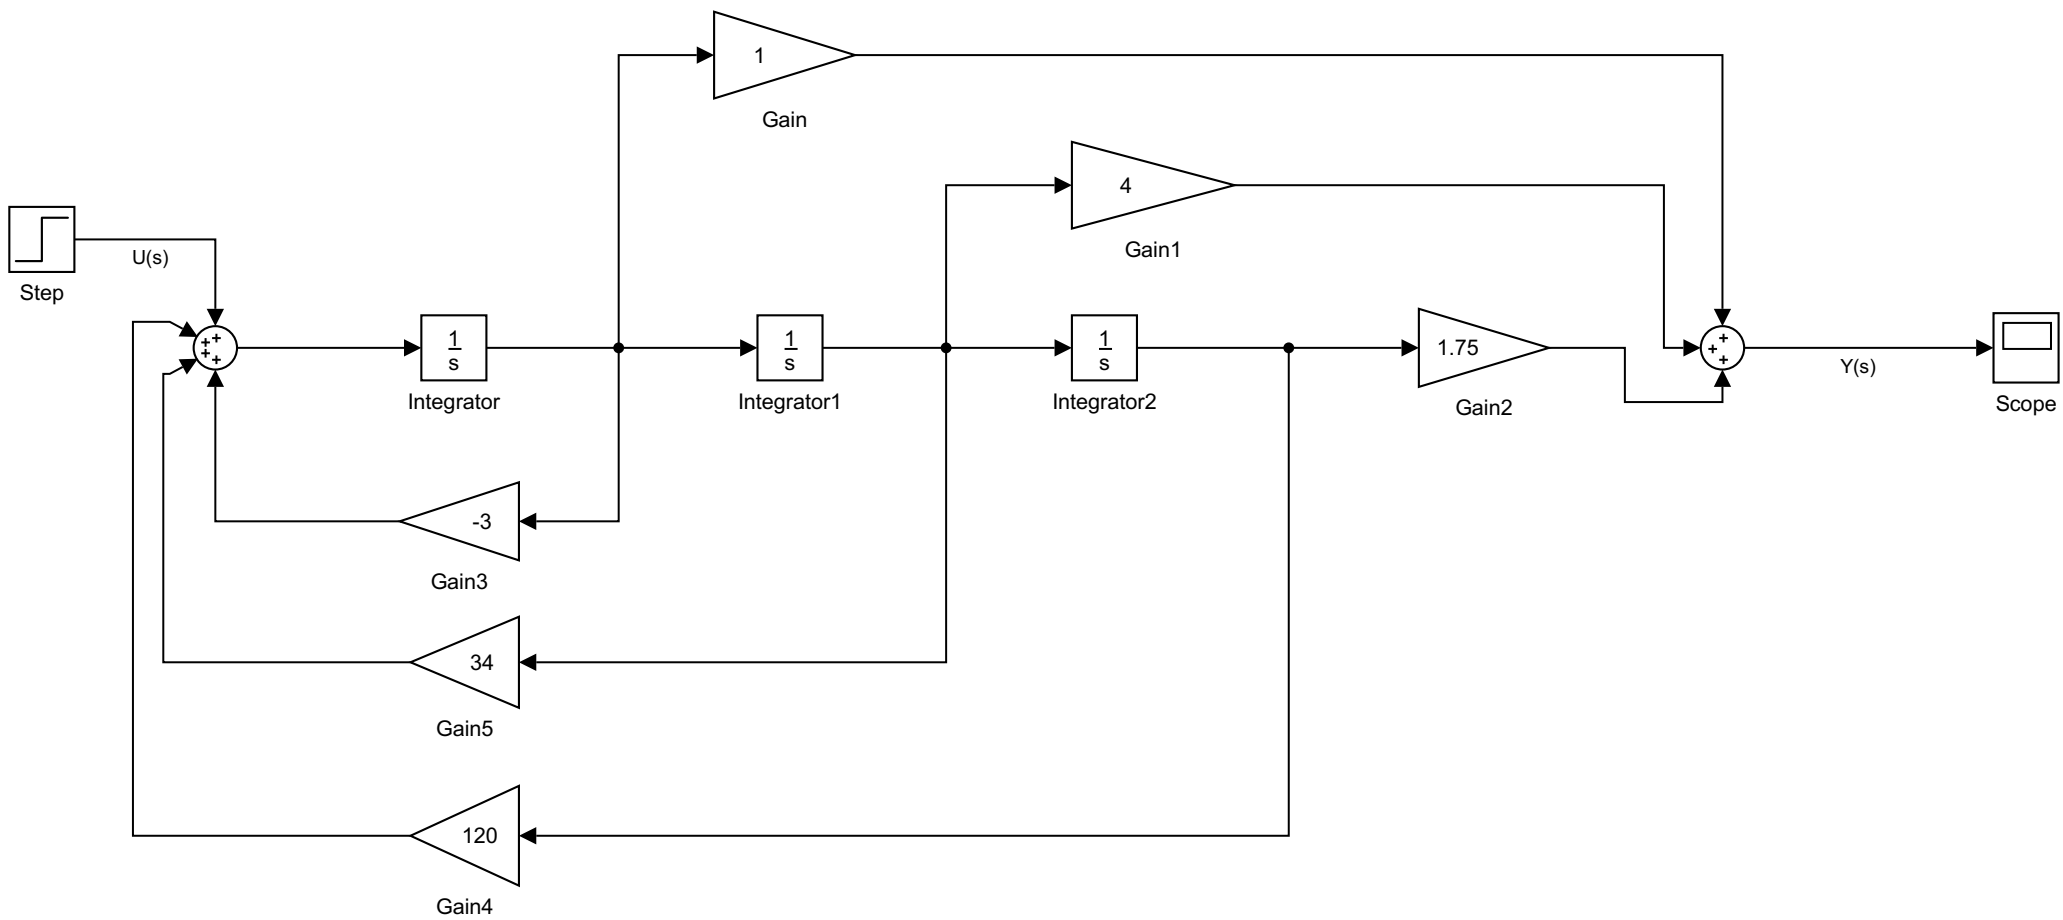 1
Gain
4
Gain1
U(s)
Step
+
+
+
+
1
s
Integrator
1
s
Integrator1
1
s
Integrator2
1.75
Gain2
+
+
+
Y(s)
Scope
-3
Gain3
34
Gain5
120
Gain4